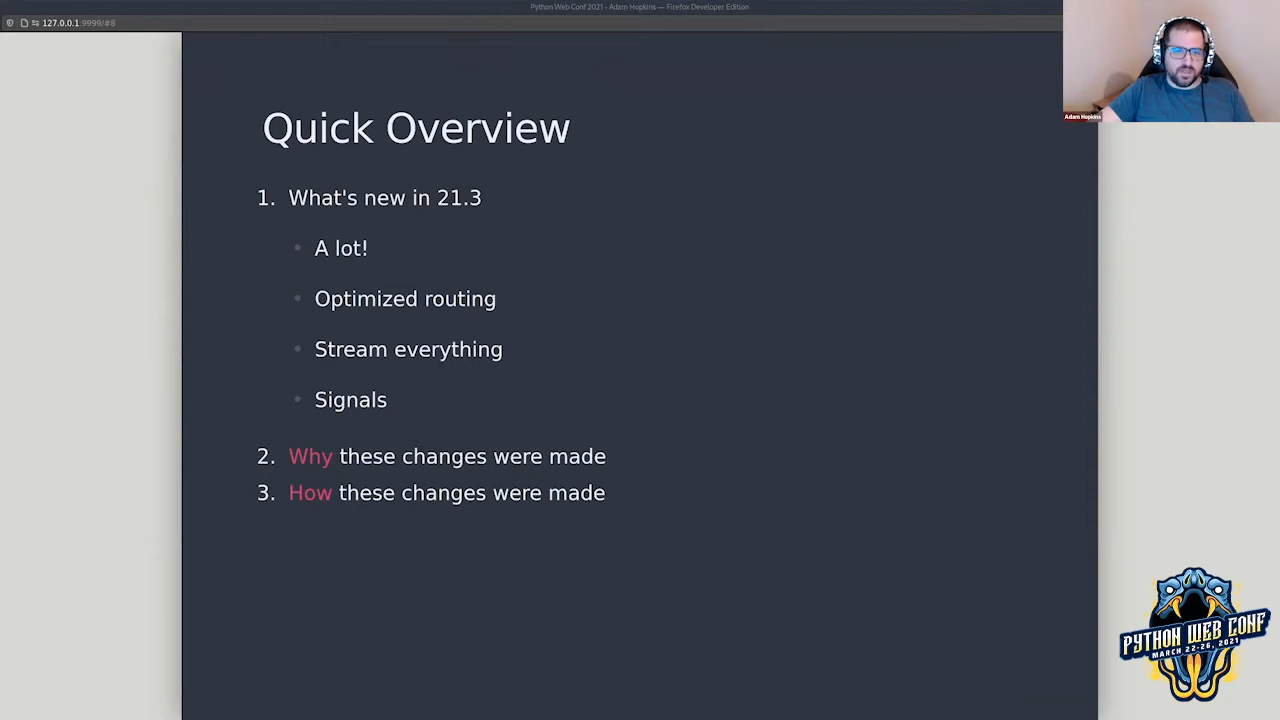 Python Web Conf 2021 - Adam Hopkins — Firefox Developer Edition
127.0.0.1:9999/#8
Adam Hopkins
Quick Overview
1. What's new in 21.3
• A lot!
• Optimized routing
• Stream everything
• Signals
2. Why these changes were made
3. How these changes were made
PYTHON WEB CONF
MARCH 22-26, 2021